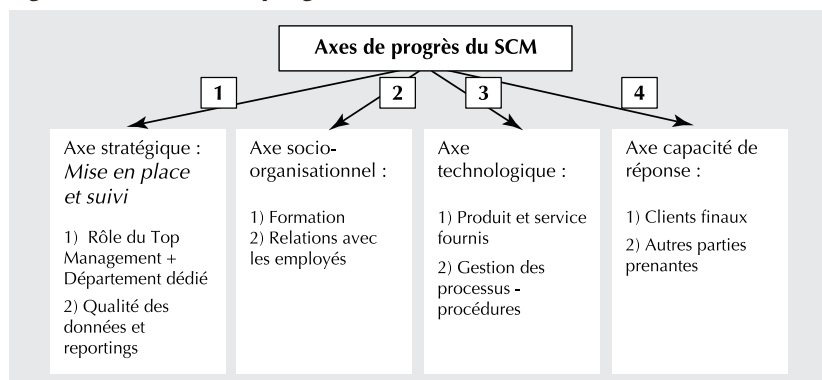 Axes de progrès du SCM
1
2
3
4
Axe stratégique :
Mise en place
et suivi
1) Rôle du Top
Management +
Département dédié
2) Qualité des
données et
reportings
Axe socio-
organisationnel :
1) Formation
2) Relations avec
les employés
Axe
technologique :
1) Produit et service
fournis
2) Gestion des
processus -
procédures
Axe capacité de
réponse :
1) Clients finaux
2) Autres parties
prenantes